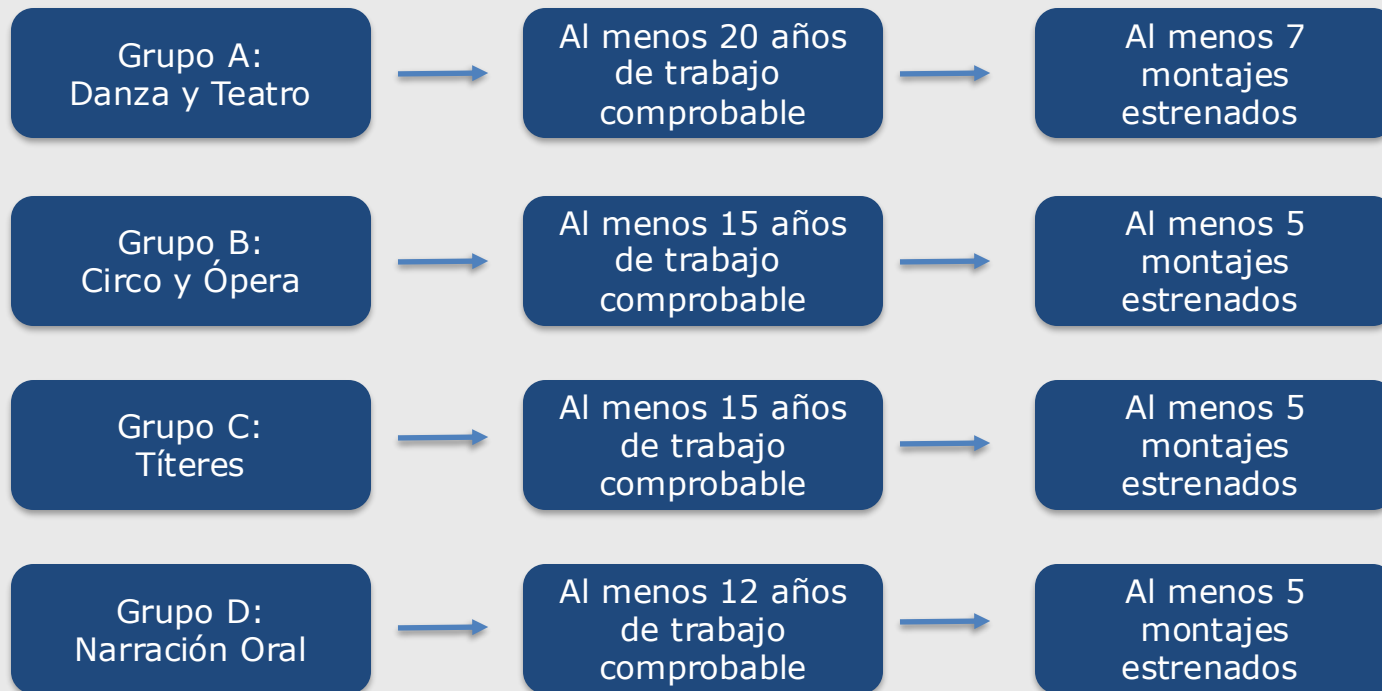 Grupo A:
Danza y Teatro
Al menos 20 años
de trabajo
comprobable
Al menos 7
montajes
estrenados
Grupo B:
Circo y Ópera
Al menos 15 años
de trabajo
comprobable
Al menos 5
montajes
estrenados
Grupo C:
Títeres
Al menos 15 años
de trabajo
comprobable
Al menos 5
montajes
estrenados
Grupo D:
Narración Oral
Al menos 12 años
de trabajo
comprobable
Al menos 5
montajes
estrenados